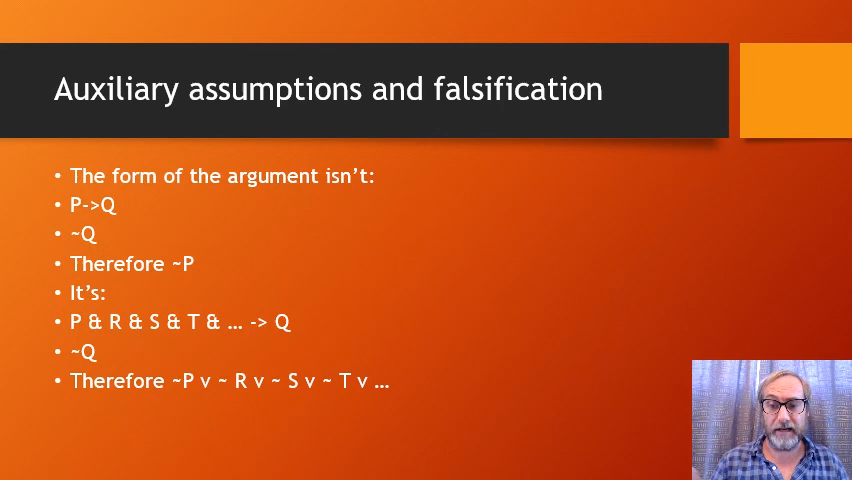 Auxiliary assumptions and falsification
• The form of the argument isn't:
• P->Q
• ~Q
• Therefore ~P
• It's:
• P & R & S & T & … -> Q
• ~Q
• Therefore ~P v ~ R v ~ S v ~ T v …